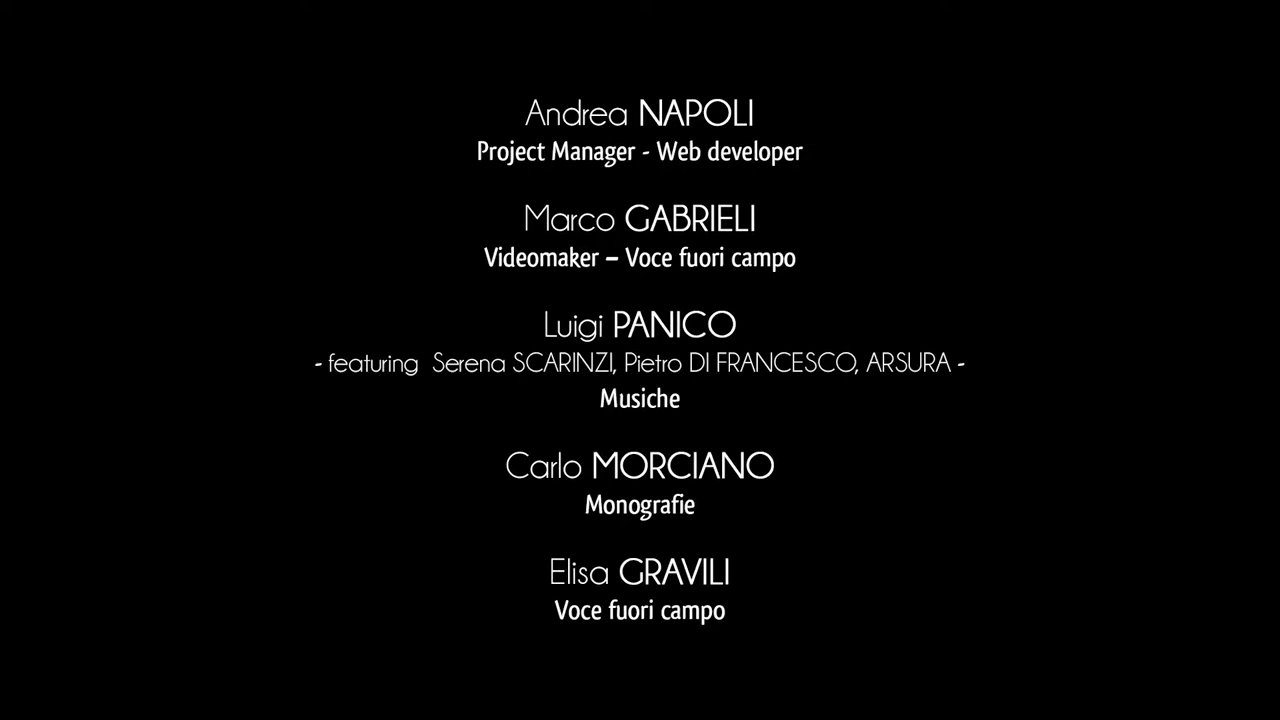 Andrea NAPOLI
Project Manager - Web developer
Marco GABRIELI
Videomaker – Voce fuori campo
Luigi PANICO
- featuring  Serena SCARINZI, Pietro DI FRANCESCO, ARSURA -
Musiche
Carlo MORCIANO
Monografie
Elisa GRAVILI
Voce fuori campo